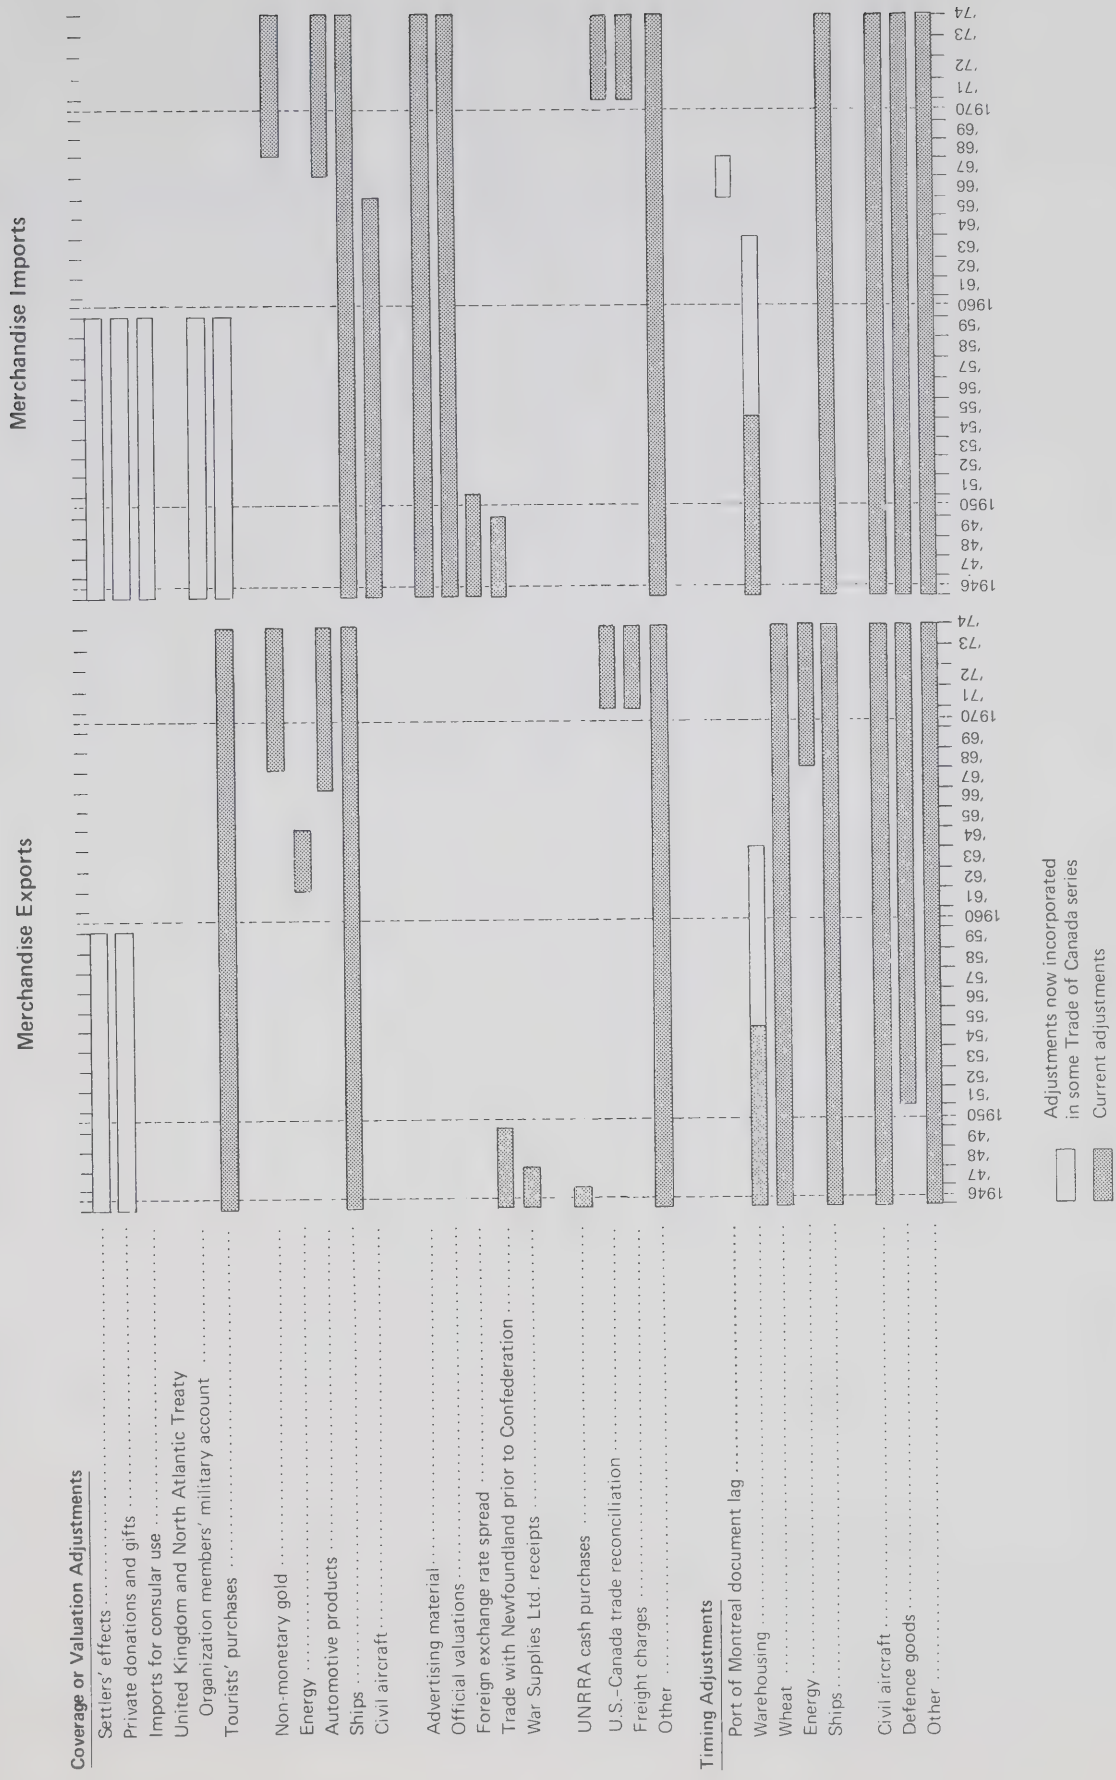 Merchandise Exports
Merchandise Imports
Coverage or Valuation Adjustments
Settlers' effects
Private donations and gifts
Imports for consular use
United Kingdom and North Atlantic Treaty
Organization members' military account
Tourists' purchases
Non-monetary gold
Energy
Automotive products
Ships
Civil aircraft
Advertising material
Official valuations
Foreign exchange rate spread
Trade with Newfoundland prior to Confederation
War Supplies Ltd. receipts
UNRRA cash purchases
U.S.-Canada trade reconciliation
Freight charges
Other
Timing Adjustments
Port of Montreal document lag
Warehousing
Wheat
Energy
Ships
Civil aircraft
Defence goods
Other
1946 '47 '48 '49 1950 '51 '52 '53 '54 '55 '56 '57 '58 '59 1960 '61 '62 '63 '64 '65 '66 '67 '68 '69 1970 '71 '72 '73 '74
1946 '47 '48 '49 1950 '51 '52 '53 '54 '55 '56 '57 '58 '59 1960 '61 '62 '63 '64 '65 '66 '67 '68 '69 1970 '71 '72 '73 '74
Adjustments now incorporated
in some Trade of Canada series
Current adjustments